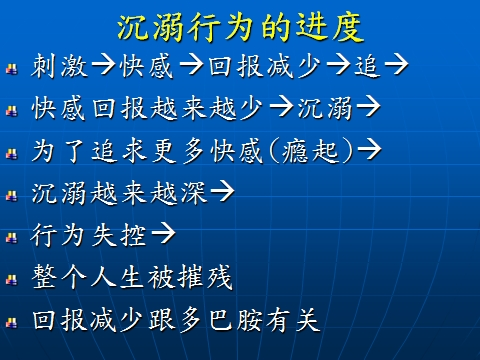 沉溺行为的进度
刺激→快感→回报减少→追→
快感回报越来越少→沉溺→
为了追求更多快感(瘾起)→
沉溺越来越深→
行为失控→
整个人生被摧残
回报减少跟多巴胺有关